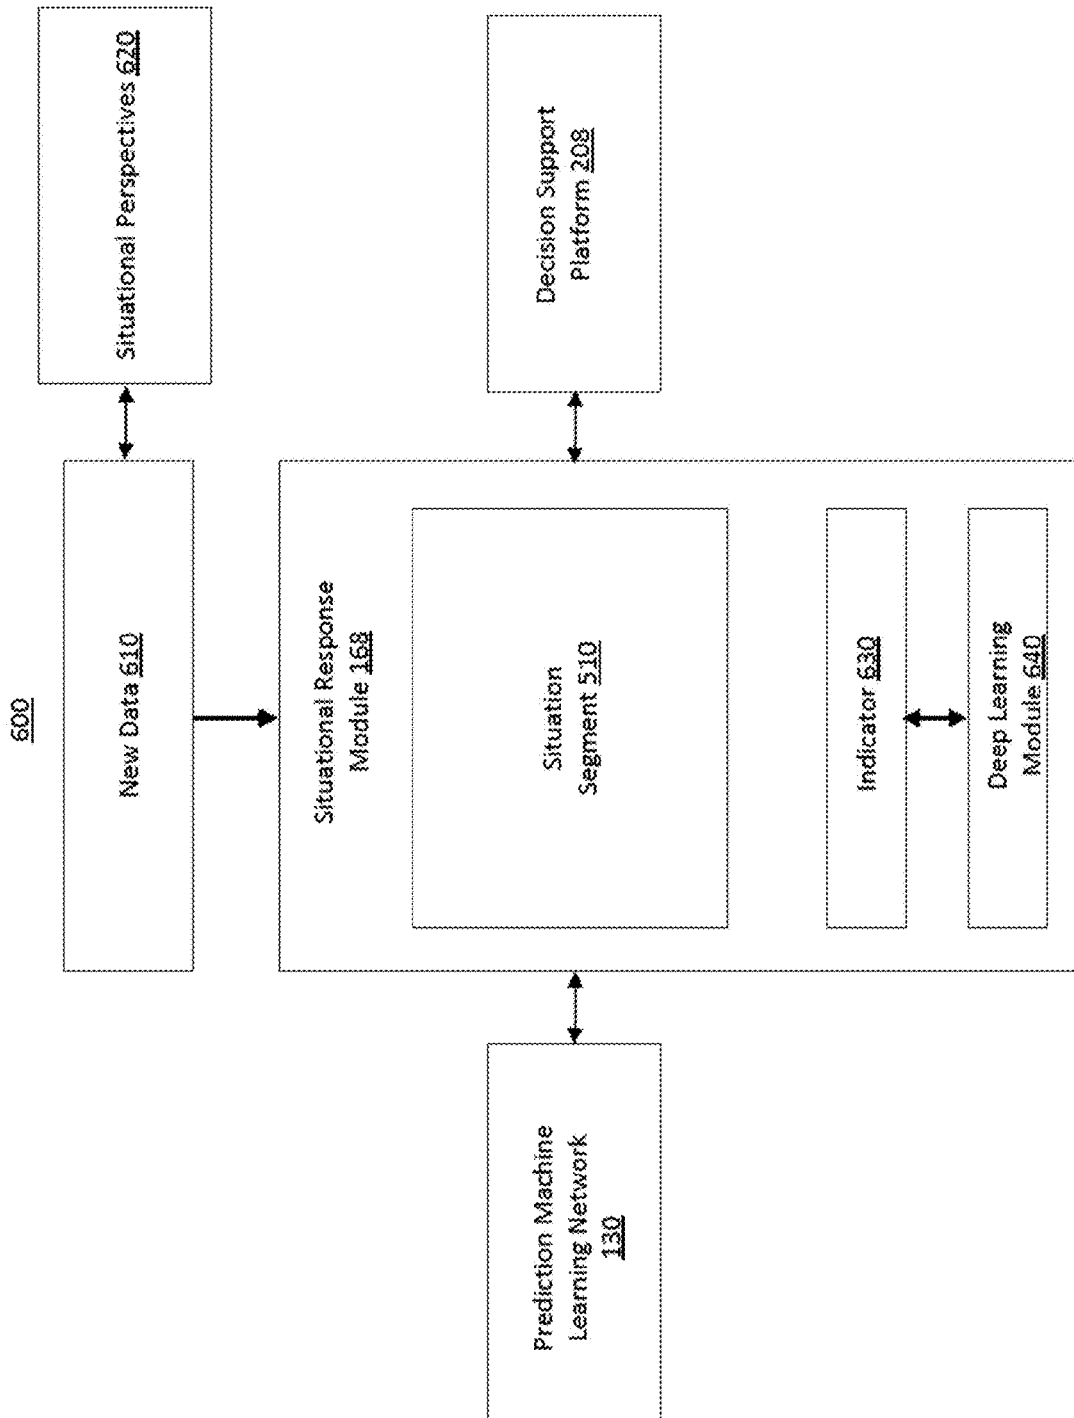 600
New Data 610
Situational Perspectives 620
Situational Response
Module 168
Situation
Segment 510
Indicator 630
Deep Learning
Module 640
Prediction Machine
Learning Network
130
Decision Support
Platform 208